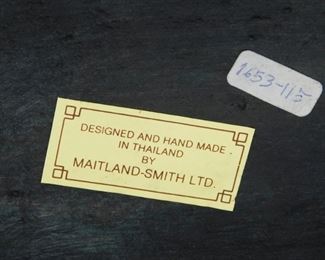 1653-115
DESIGNED AND HAND MADE
IN THAILAND
BY
MAITLAND-SMITH LTD.